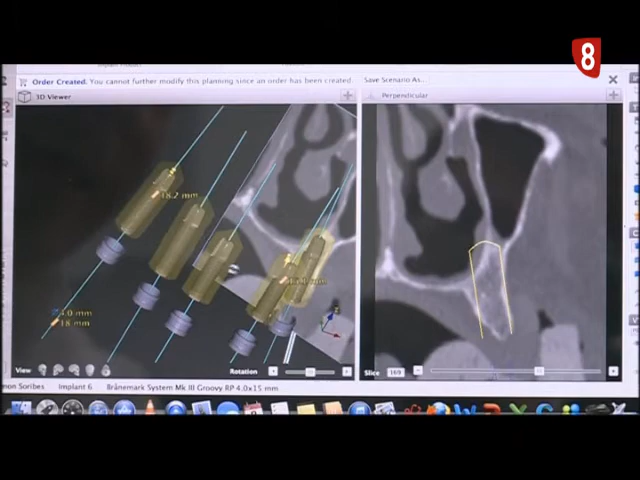 8
Order Created. You cannot further modify this planning since an order has been created
Save Scenario As...
3D Viewer
Perpendicular
18.2 mm
4.0 mm
18 mm
View
Rotation
Slice
mon Soribes
Implant 6
Brånemark System Mk III Groovy RP 4.0x15 mm